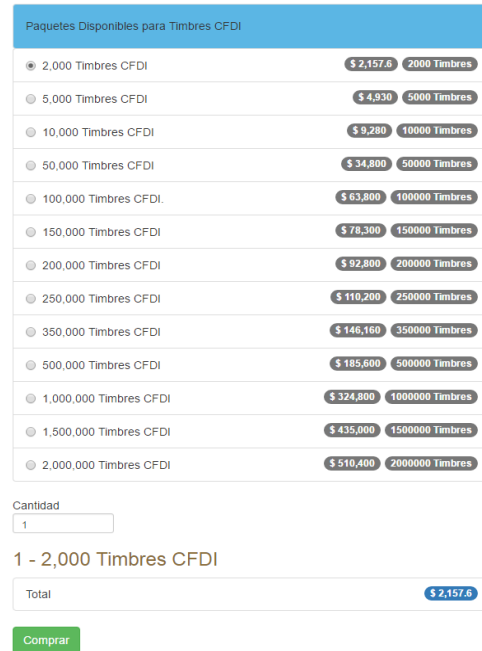 Paquetes Disponibles para Timbres CFDI
2,000 Timbres CFDI $ 2,157.6 2000 Timbres
5,000 Timbres CFDI $ 4,930 5000 Timbres
10,000 Timbres CFDI $ 9,280 10000 Timbres
50,000 Timbres CFDI $ 34,800 50000 Timbres
100,000 Timbres CFDI. $ 63,800 100000 Timbres
150,000 Timbres CFDI $ 78,300 150000 Timbres
200,000 Timbres CFDI $ 92,800 200000 Timbres
250,000 Timbres CFDI $ 110,200 250000 Timbres
350,000 Timbres CFDI $ 146,160 350000 Timbres
500,000 Timbres CFDI $ 185,600 500000 Timbres
1,000,000 Timbres CFDI $ 324,800 1000000 Timbres
1,500,000 Timbres CFDI $ 435,000 1500000 Timbres
2,000,000 Timbres CFDI $ 510,400 2000000 Timbres
Cantidad
1
1 - 2,000 Timbres CFDI
Total $ 2,157.6
Comprar